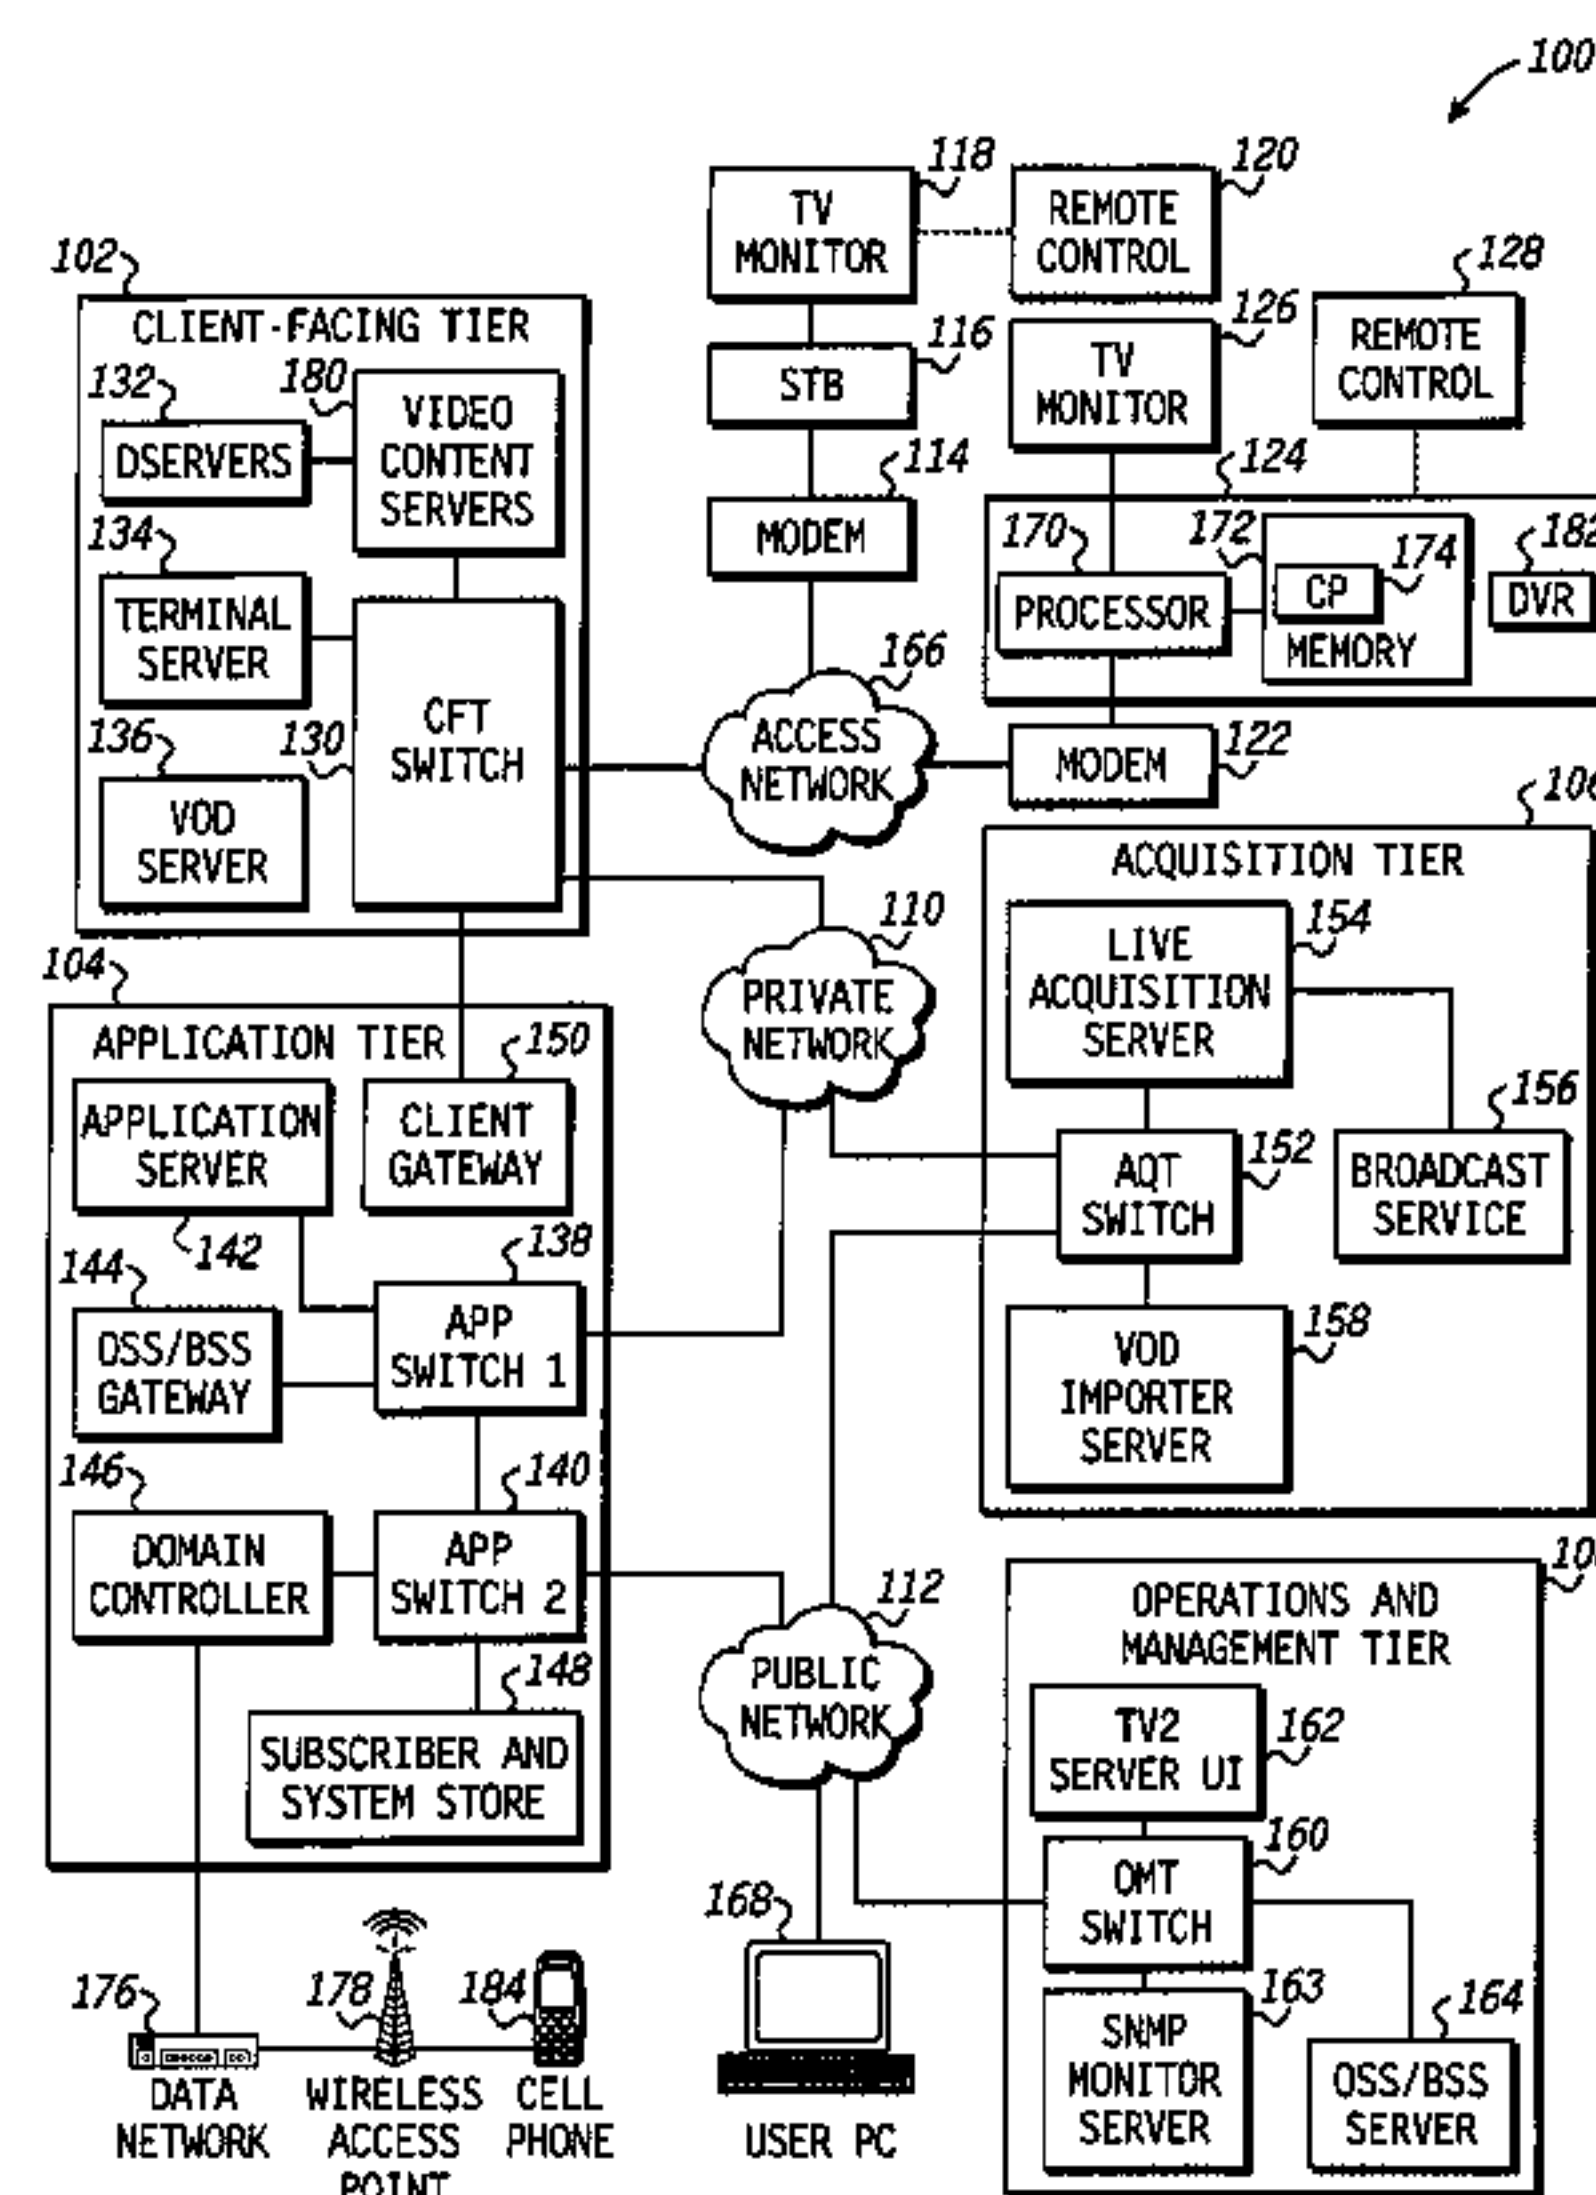 100
118
TV
MONITOR
120
REMOTE
CONTROL
102
CLIENT-FACING TIER
128
REMOTE
CONTROL
126
TV
MONITOR
116
STB
132
DSERVERS
180
VIDEO
CONTENT
SERVERS
114
MODEM
124
134
TERMINAL
SERVER
170
PROCESSOR
172
CP
174
MEMORY
182
DVR
136
VOD
SERVER
130
CFT
SWITCH
166
ACCESS
NETWORK
MODEM
122
ACQUISITION TIER
110
PRIVATE
NETWORK
154
LIVE
ACQUISITION
SERVER
104
APPLICATION TIER
150
APPLICATION
SERVER
142
CLIENT
GATEWAY
152
AQT
SWITCH
156
BROADCAST
SERVICE
144
OSS/BSS
GATEWAY
138
APP
SWITCH 1
158
VOD
IMPORTER
SERVER
146
DOMAIN
CONTROLLER
140
APP
SWITCH 2
112
PUBLIC
NETWORK
OPERATIONS AND
MANAGEMENT TIER
148
SUBSCRIBER AND
SYSTEM STORE
TV2
SERVER UI
162
160
OMT
SWITCH
168
USER PC
163
SNMP
MONITOR
SERVER
164
OSS/BSS
SERVER
176
DATA
NETWORK
178
WIRELESS
ACCESS
POINT
184
CELL
PHONE